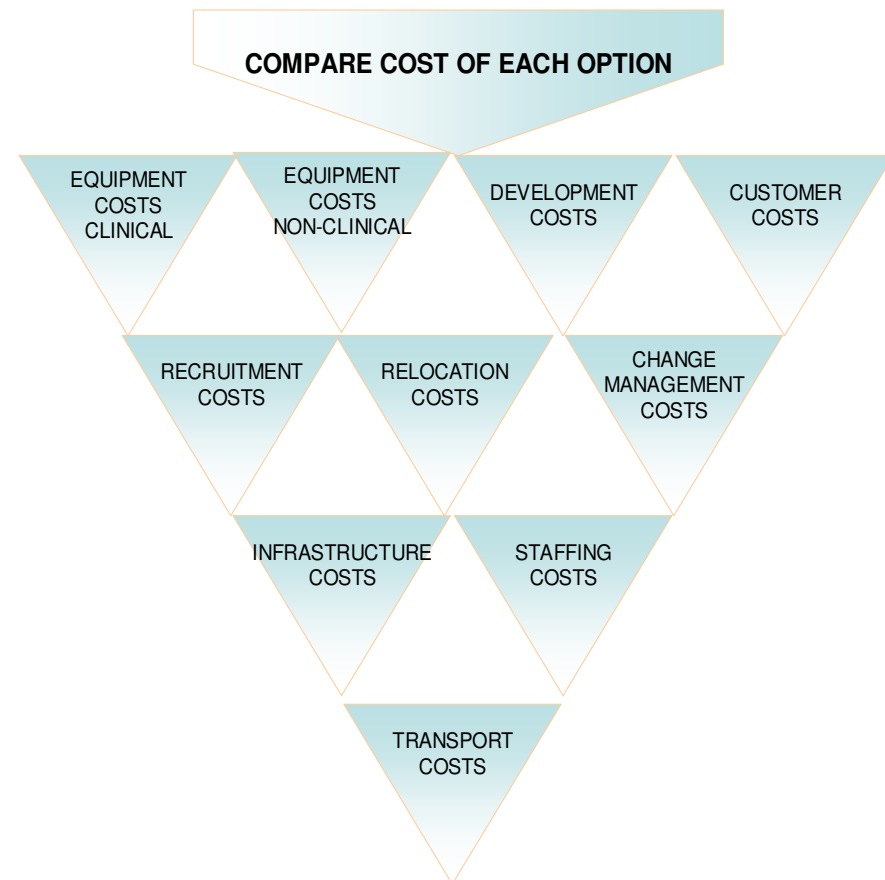 COMPARE COST OF EACH OPTION
EQUIPMENT
COSTS
CLINICAL
EQUIPMENT
COSTS
NON-CLINICAL
DEVELOPMENT
COSTS
CUSTOMER
COSTS
RECRUITMENT
COSTS
RELOCATION
COSTS
CHANGE
MANAGEMENT
COSTS
INFRASTRUCTURE
COSTS
STAFFING
COSTS
TRANSPORT
COSTS